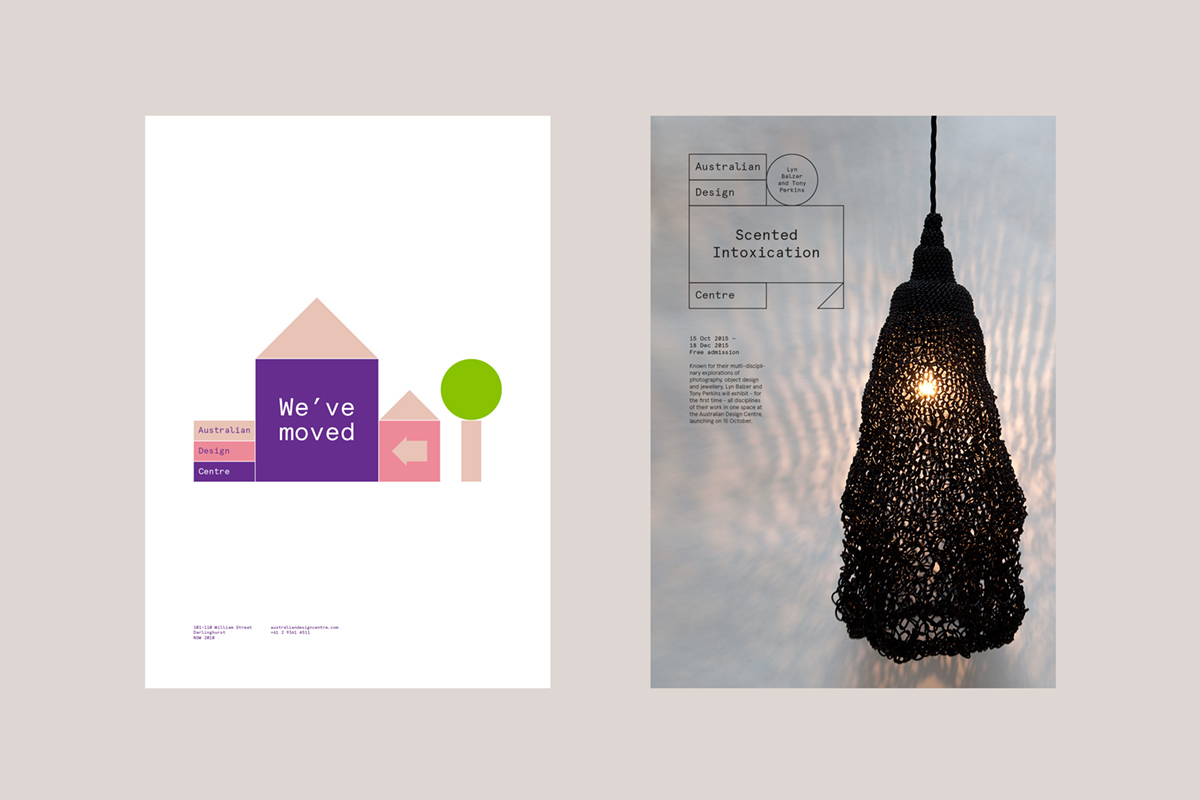 We’ve
moved
Australian
Design
Centre
101–110 William Street
Darlinghurst
NSW 2010
australiandesigncentre.com
+61 2 9361 4511
Australian
Design
Lyn
Balzer
and Tony
Perkins
Scented
Intoxication
Centre
15 Oct 2015 –
18 Dec 2015
Free admission
Known for their multi-discipli-
nary explorations of
photography, object design
and jewellery, Lyn Balzer and
Tony Perkins will exhibit – for
the first time – all disciplines
of their work in one space at
the Australian Design Centre,
launching on 15 October.